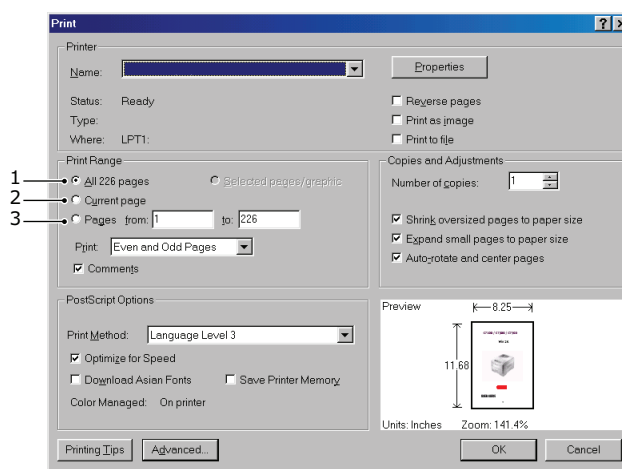 Print
Printer
Name:
Properties
Status: Ready
Type:
Where: LPT1:
Reverse pages
Print as image
Print to file
Print Range
1 All 226 pages Selected pages/graphic
2 Current page
3 Pages from: 1 to: 226
Print: Even and Odd Pages
Comments
Copies and Adjustments
Number of copies: 1
Shrink oversized pages to paper size
Expand small pages to paper size
Auto-rotate and center pages
PostScript Options
Print Method: Language Level 3
Optimize for Speed
Download Asian Fonts Save Printer Memory
Color Managed: On printer
Preview
8.25
11.68
Units: Inches Zoom: 141.4%
Printing Tips Advanced... OK Cancel